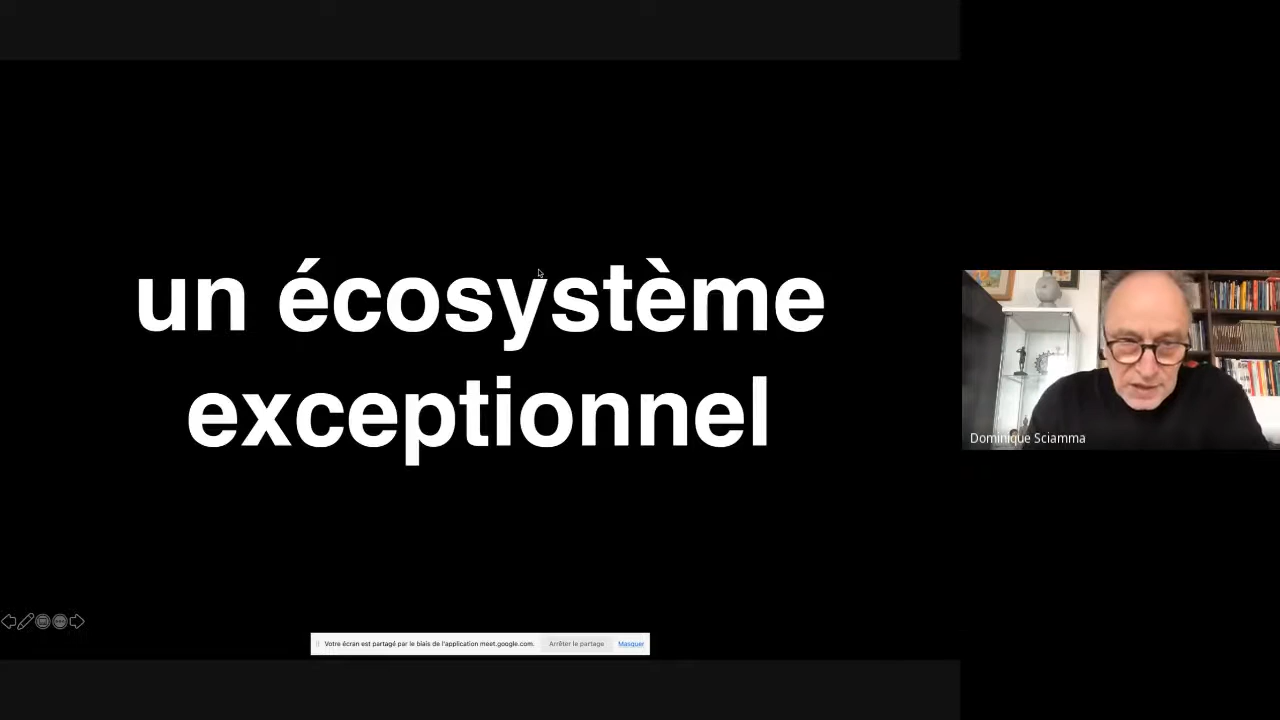 un écosystème
exceptionnel
Dominique Sciamma
Votre écran est partagé par le biais de l'application meet.google.com.
Arrêter le partage
Masquer